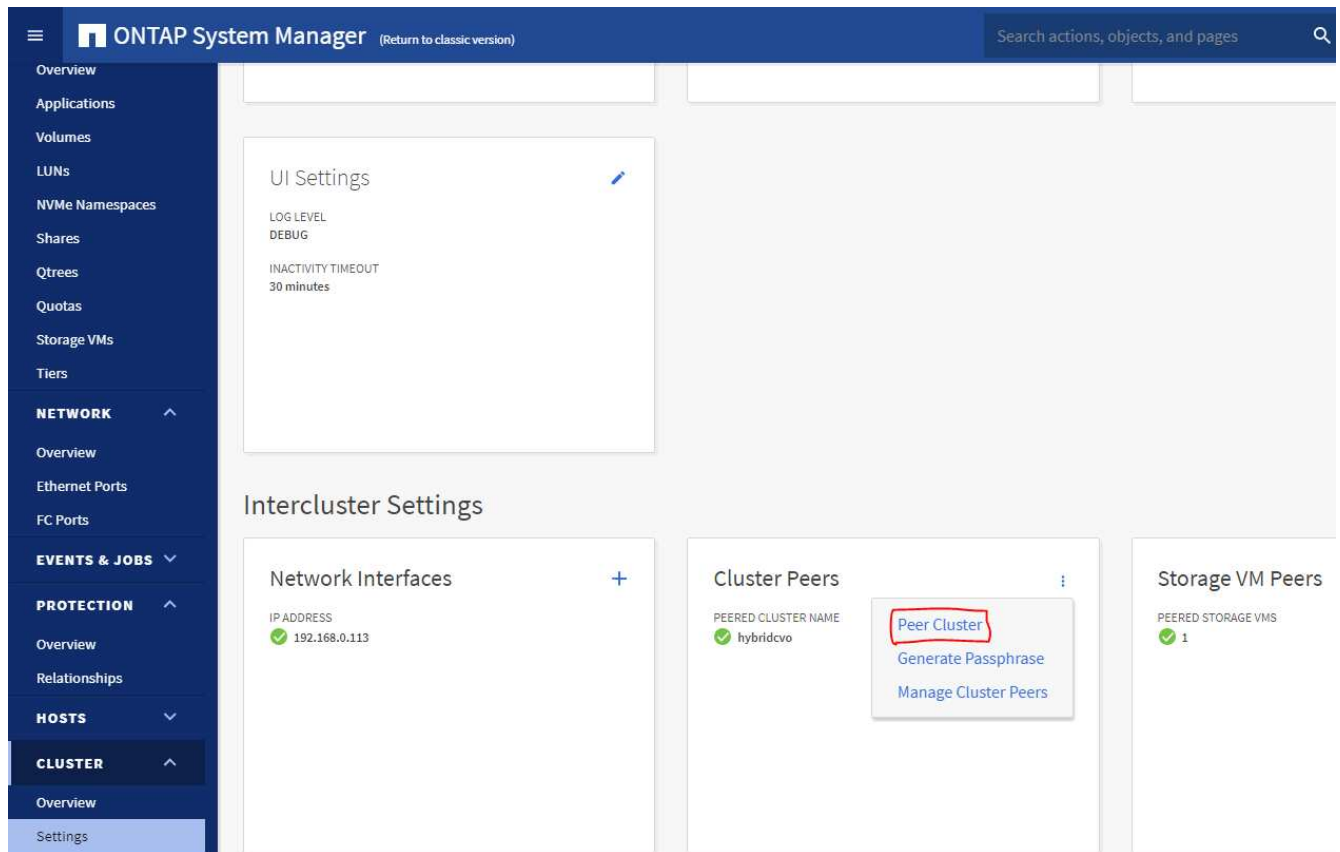 ONTAP System Manager (Return to classic version)
Search actions, objects, and pages
Overview
Applications
Volumes
LUNs
NVMe Namespaces
Shares
Qtrees
Quotas
Storage VMs
Tiers
NETWORK
Overview
Ethernet Ports
FC Ports
EVENTS & JOBS
PROTECTION
Overview
Relationships
HOSTS
CLUSTER
Overview
Settings
UI Settings
LOG LEVEL
DEBUG
INACTIVITY TIMEOUT
30 minutes
Intercluster Settings
Network Interfaces
IP ADDRESS
192.168.0.113
Cluster Peers
PEERED CLUSTER NAME
hybridcvo
Peer Cluster
Generate Passphrase
Manage Cluster Peers
Storage VM Peers
PEERED STORAGE VMS
1